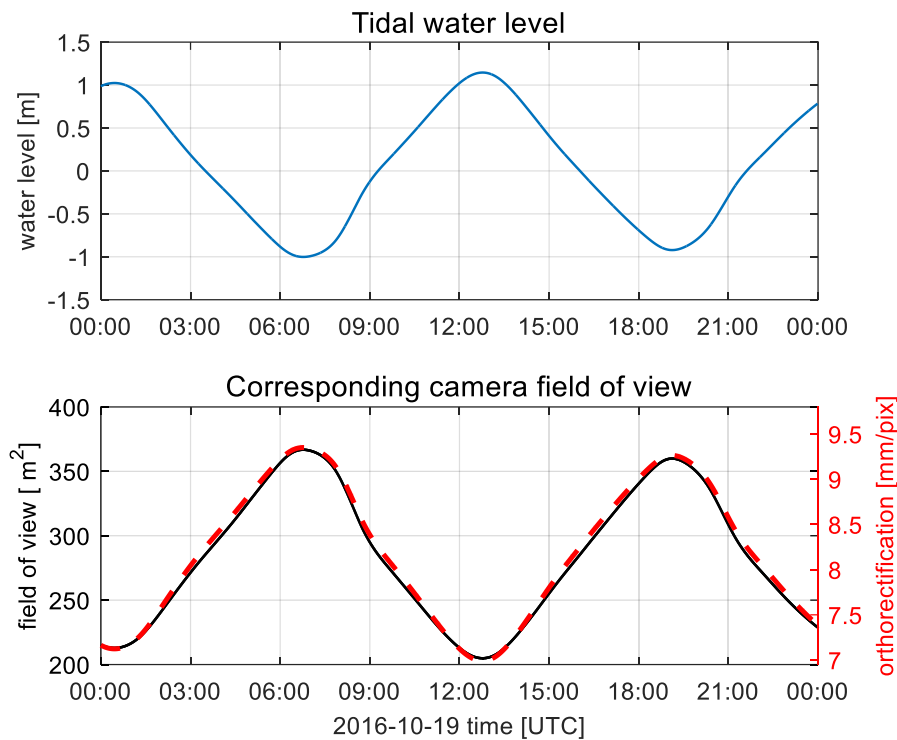 Tidal water level
1.5
1
0.5
0
-0.5
-1
-1.5
water level [m]
00:00 03:00 06:00 09:00 12:00 15:00 18:00 21:00 00:00
Corresponding camera field of view
400
350
300
250
200
field of view [ m²]
9.5
9
8.5
8
7.5
7
orthorectification [mm/pix]
00:00 03:00 06:00 09:00 12:00 15:00 18:00 21:00 00:00
2016-10-19 time [UTC]